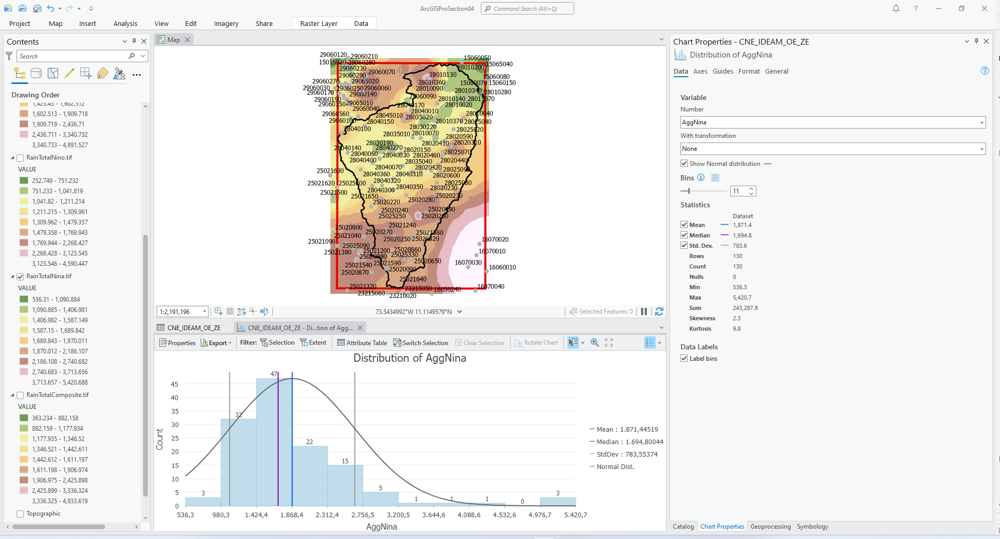 ArcGISProSection04
Command Search (Alt+Q)
Project Map Insert Analysis View Edit Imagery Share Raster Layer Data
Contents
Search
Drawing Order
1,423.43 - 1,602.512
1,602.513 - 1,909.718
1,909.719 - 2,436.71
2,436.711 - 3,340.732
3,340.733 - 4,891.527
RainTotalNino.tif
VALUE
252.749 - 751.232
751.233 - 1,041.819
1,041.82 - 1,211.214
1,211.215 - 1,309.961
1,309.962 - 1,479.357
1,479.358 - 1,769.943
1,769.944 - 2,268.427
2,268.428 - 3,123.545
3,123.546 - 4,590.447
RainTotalNina.tif
VALUE
536.31 - 1,090.884
1,090.885 - 1,406.981
1,406.982 - 1,587.149
1,587.15 - 1,689.842
1,689.843 - 1,870.011
1,870.012 - 2,186.107
2,186.108 - 2,740.682
2,740.683 - 3,713.656
3,713.657 - 5,420.688
RainTotalComposite.tif
VALUE
363.234 - 882.158
882.159 - 1,177.934
1,177.935 - 1,346.52
1,346.521 - 1,442.611
1,442.612 - 1,611.197
1,611.198 - 1,906.974
1,906.975 - 2,425.898
2,425.899 - 3,336.324
3,336.325 - 4,933.619
Topographic
Map
29060120 29060210 15060050
15015020 29060280 28010200 15065040
29060230 29060070
29060290 28010130 15060080
29060270 29065020 28010360 15060070 15060150
29060030 29060250 29060060 28010090 28010340
29060170 29060140 29060090 28010280
29060190 29065010 28010140 28015070
29060150 29060040 28040170 28010020
29060560 28045010 28040010 28010040
29060100 28040150 28035020 28010370 28025040
28040100 28030220 28025020
28035010 28010070 28020590
28030190 28020410 28020310
28040140 28040270 28020150 28025070
28040060 28040030 28020460
28040400 28035040 28020440
25021630 28040070 28020420 28025090
28040360 28040310 28020600
25021620 25025300 28040320 28025080
25021500 28040300 28040350 28020230
25021650 25020280 25020230
25020220
25020240 25020690
25025250 25020260
25020900 25021240
25021040 25020270 25021580
25021090 25020250 25020920 16070020
25025090
25021380 25021200 25020660 16070010
25020880 25025330
25021540 25021590 25020650 16070030
25020870 25020090 16060010
25021640
25021320 23215050 16050240 16070040
23215060 23210020
1:2,191,196 73.5434992°W 11.1149579°N Selected Features: 0
CNE_IDEAM_OE_ZE CNE_IDEAM_OE_ZE - Di...tion of Agg...
Properties Export Filter: Selection Extent Attribute Table Switch Selection Clear Selection Rotate Chart
Distribution of AggNina
Count
45
40
35
30
25
20
15
10
5
0
3 32 47 22 15 5 1 1 1 0 3
536,3 980,3 1.424,4 1.868,4 2.312,4 2.756,5 3.200,5 3.644,6 4.088,6 4.532,6 4.976,7 5.420,7
AggNina
Mean : 1.871,44519
Median : 1.694,80044
StdDev : 783,55374
Normal Dist.
Chart Properties - CNE_IDEAM_OE_ZE
Distribution of AggNina
Data Axes Guides Format General
Variable
Number
AggNina
With transformation
None
Show Normal distribution
Bins
11
Statistics
Dataset
Mean 1,871.4
Median 1,694.8
Std. Dev. 783.6
Rows 130
Count 130
Nulls 0
Min 536.3
Max 5,420.7
Sum 243,287.9
Skewness 2.3
Kurtosis 9.8
Data Labels
Label bins
Catalog Chart Properties Geoprocessing Symbology